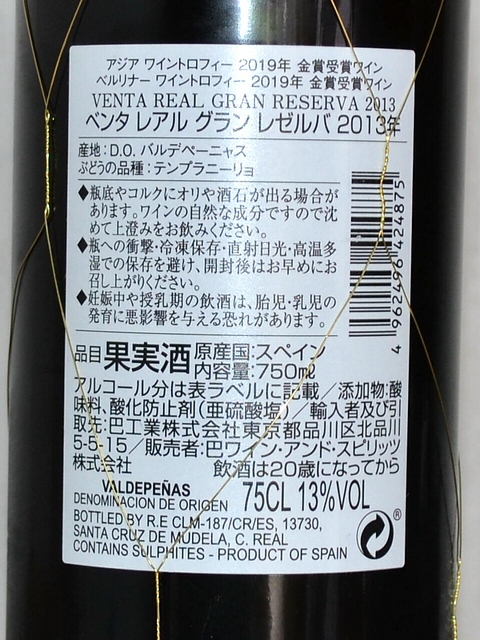 アジア ワイントロフィー 2019年 金賞受賞ワイン
ベルリナー ワイントロフィー 2019年 金賞受賞ワイン
VENTA REAL GRAN RESERVA 2013
ベンタ レアル グラン レゼルバ 2013年
産地:D.O. バルデペーニャス
ぶどうの品種:テンプラニーリョ
◆瓶底やコルクにオリや酒石が出る場合が
あります。ワインの自然な成分ですので沈
めて上澄みをお飲みください。
◆瓶への衝撃・冷凍保存・直射日光・高温多
湿での保存を避け、開封後はお早めにお
召し上がりください。
◆妊娠中や授乳期の飲酒は、胎児・乳児の
発育に悪影響を与える恐れがあります。
4 962496 424875
品目 果実酒 原産国:スペイン
内容量:750㎖
アルコール分は表ラベルに記載/添加物:酸
味料、酸化防止剤(亜硫酸塩)/輸入者及び引
取先:巴工業株式会社東京都品川区北品川
5-5-15/販売者:巴ワイン・アンド・スピリッツ
株式会社 飲酒は20歳になってから
VALDEPEÑAS
DENOMINACION DE ORIGEN 75CL 13%VOL
BOTTLED BY R.E CLM-187/CR/ES, 13730,
SANTA CRUZ DE MUDELA, C. REAL
CONTAINS SULPHITES - PRODUCT OF SPAIN
®